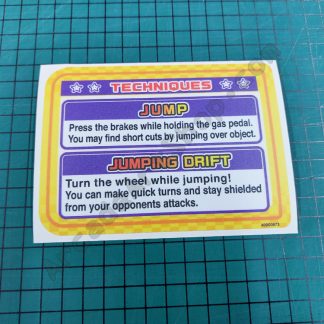 TECHNIQUES
JUMP
Press the brakes while holding the gas pedal.
You may find short cuts by jumping over object.
JUMPING DRIFT
Turn the wheel while jumping!
You can make quick turns and stay shielded
from your opponents attacks.